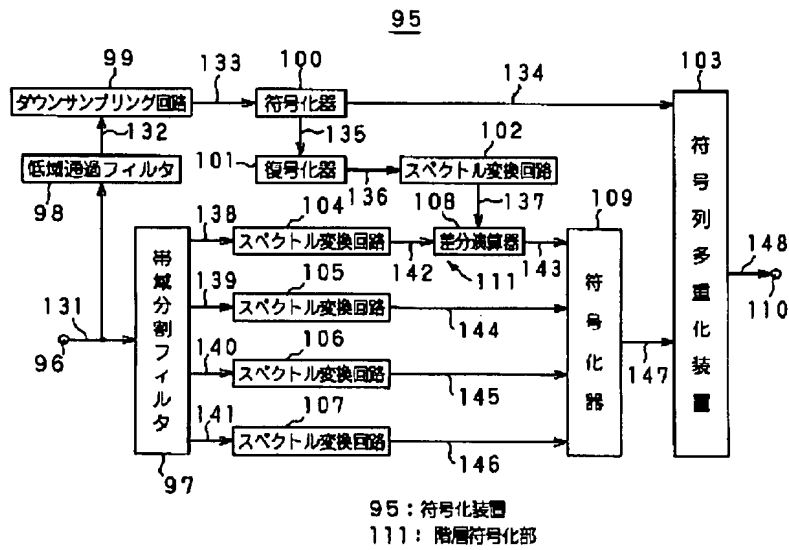 95
99
133
100
134
103
ダウンサンプリング回路
符号化器
132
135
102
101
復号化器
136
スペクトル変換回路
低域通過フィルタ
98
137
138
104
108
109
スペクトル変換回路
142
差分演算器
143
111
139
105
スペクトル変換回路
144
131
96
帯域分割フィルタ
97
140
106
スペクトル変換回路
145
141
107
スペクトル変換回路
146
符号化器
147
符号列多重化装置
148
110
95：符号化装置
111：階層符号化部